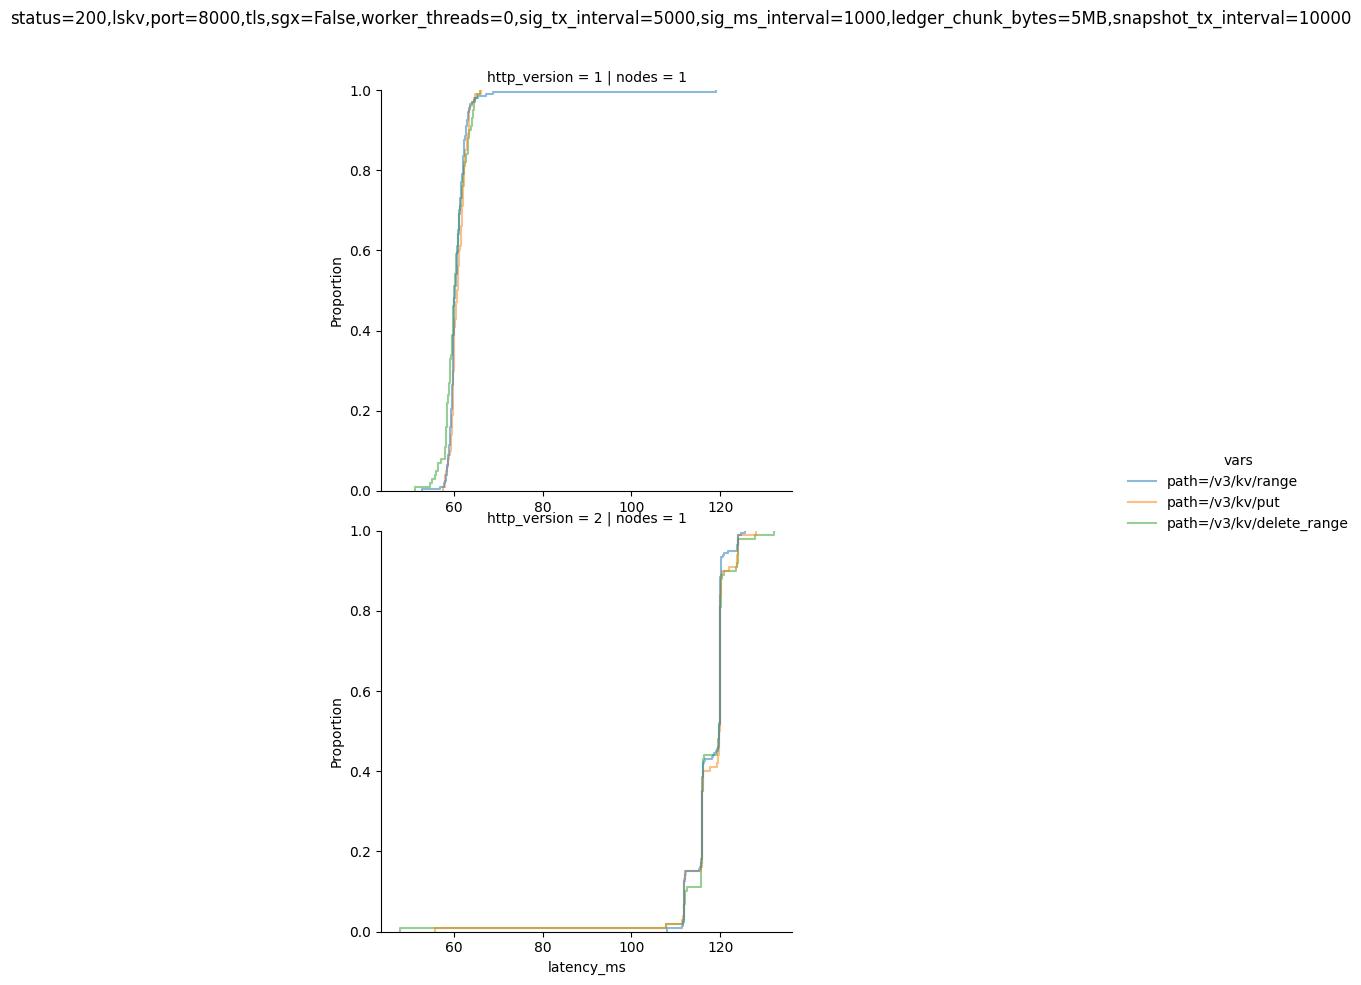 status=200,lskv,port=8000,tls,sgx=False,worker_threads=0,sig_tx_interval=5000,sig_ms_interval=1000,ledger_chunk_bytes=5MB,snapshot_tx_interval=10000
http_version = 1 | nodes = 1
1.0
0.8
0.6
0.4
0.2
0.0
Proportion
60
80
100
120
http_version = 2 | nodes = 1
1.0
0.8
0.6
0.4
0.2
0.0
Proportion
60
80
100
120
latency_ms
vars
path=/v3/kv/range
path=/v3/kv/put
path=/v3/kv/delete_range